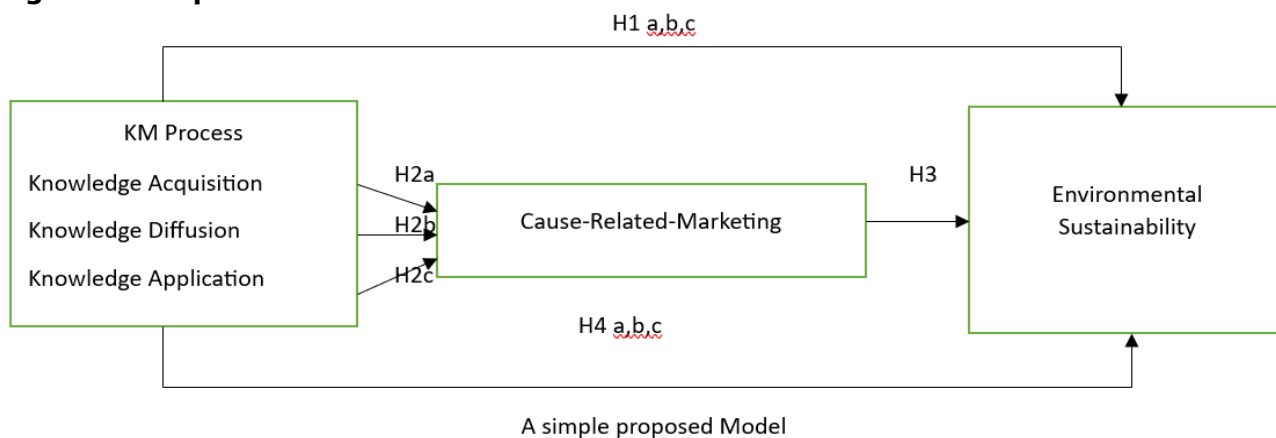 H1 a,b,c
KM Process
Knowledge Acquisition
Knowledge Diffusion
Knowledge Application
H2a
H2b
H2c
Cause-Related-Marketing
H3
Environmental
Sustainability
H4 a,b,c
A simple proposed Model